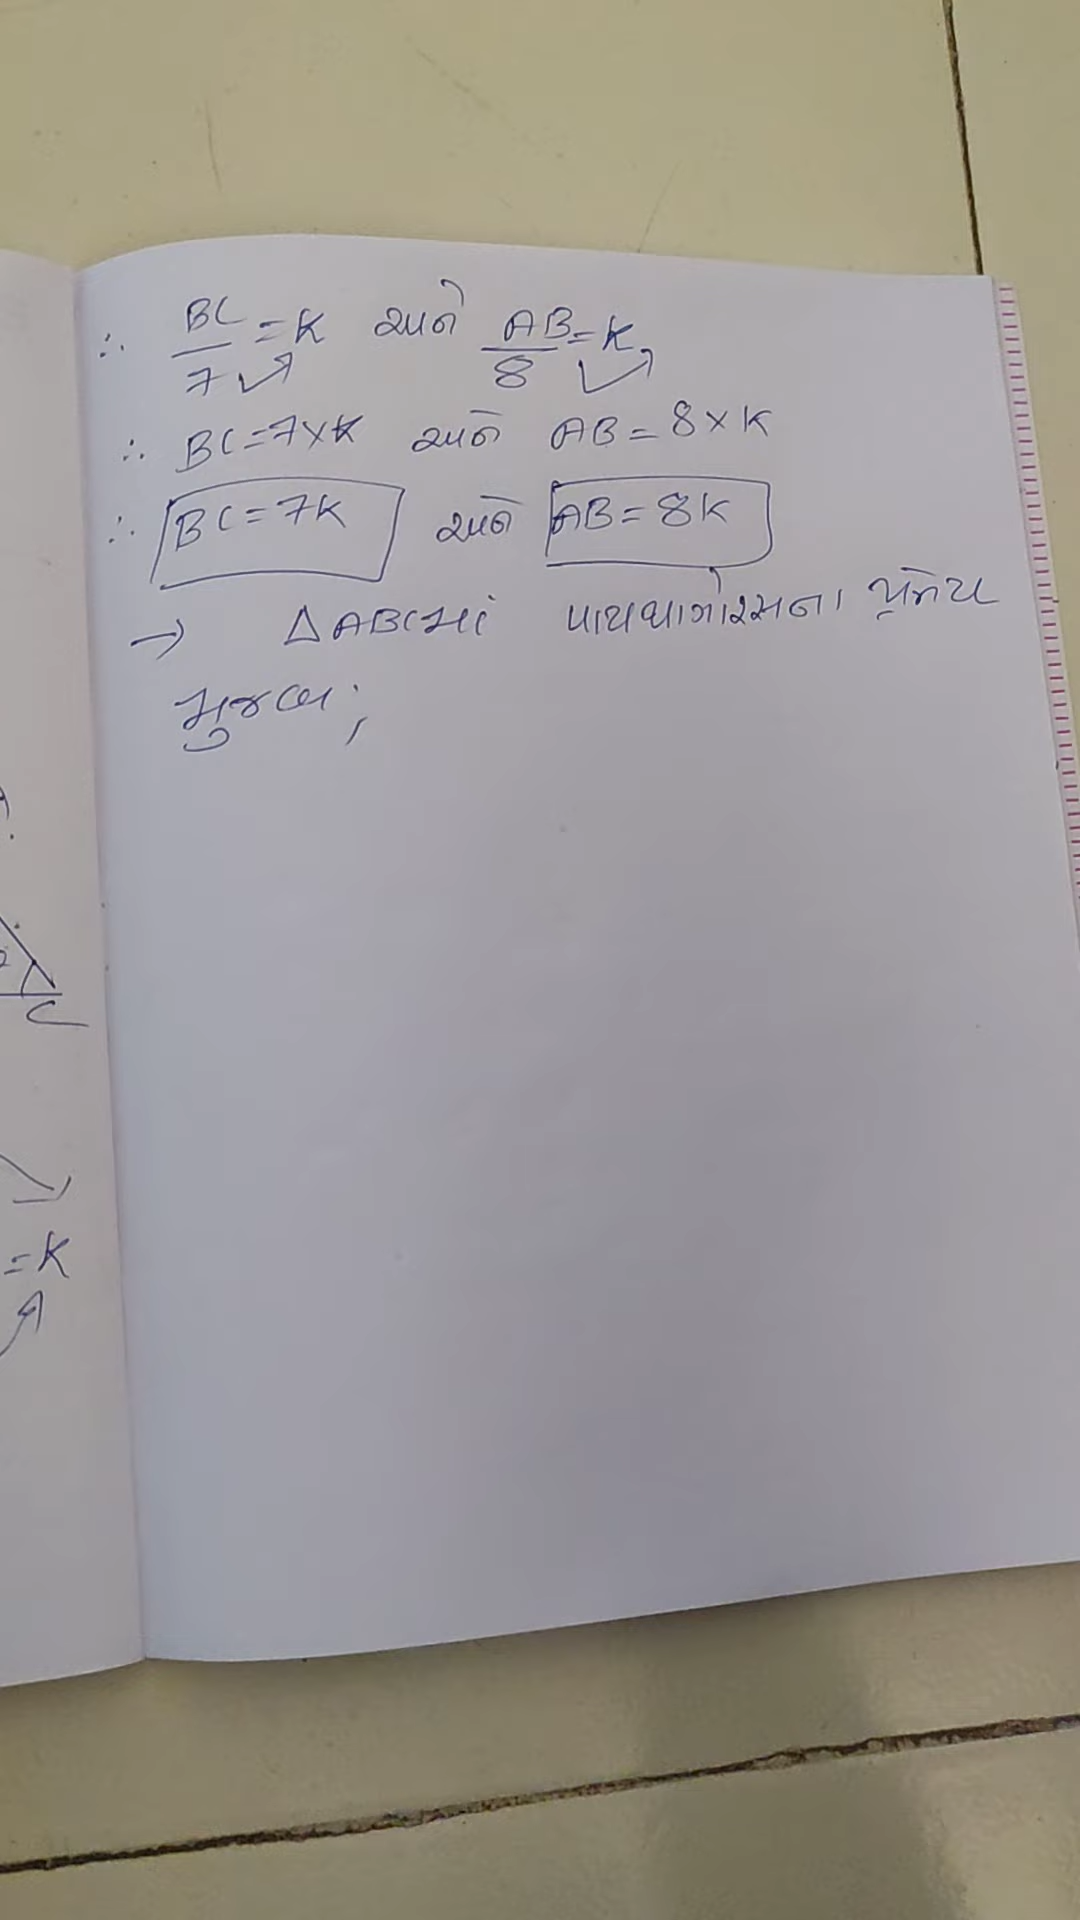 ∴ BC/7 = K અને AB/8 = K
∴ BC = 7 × K અને AB = 8 × K
∴ BC = 7K અને AB = 8K
→ △ABCમાં પાયથાગોરસના પ્રમેય
મુજબ;
C
= K